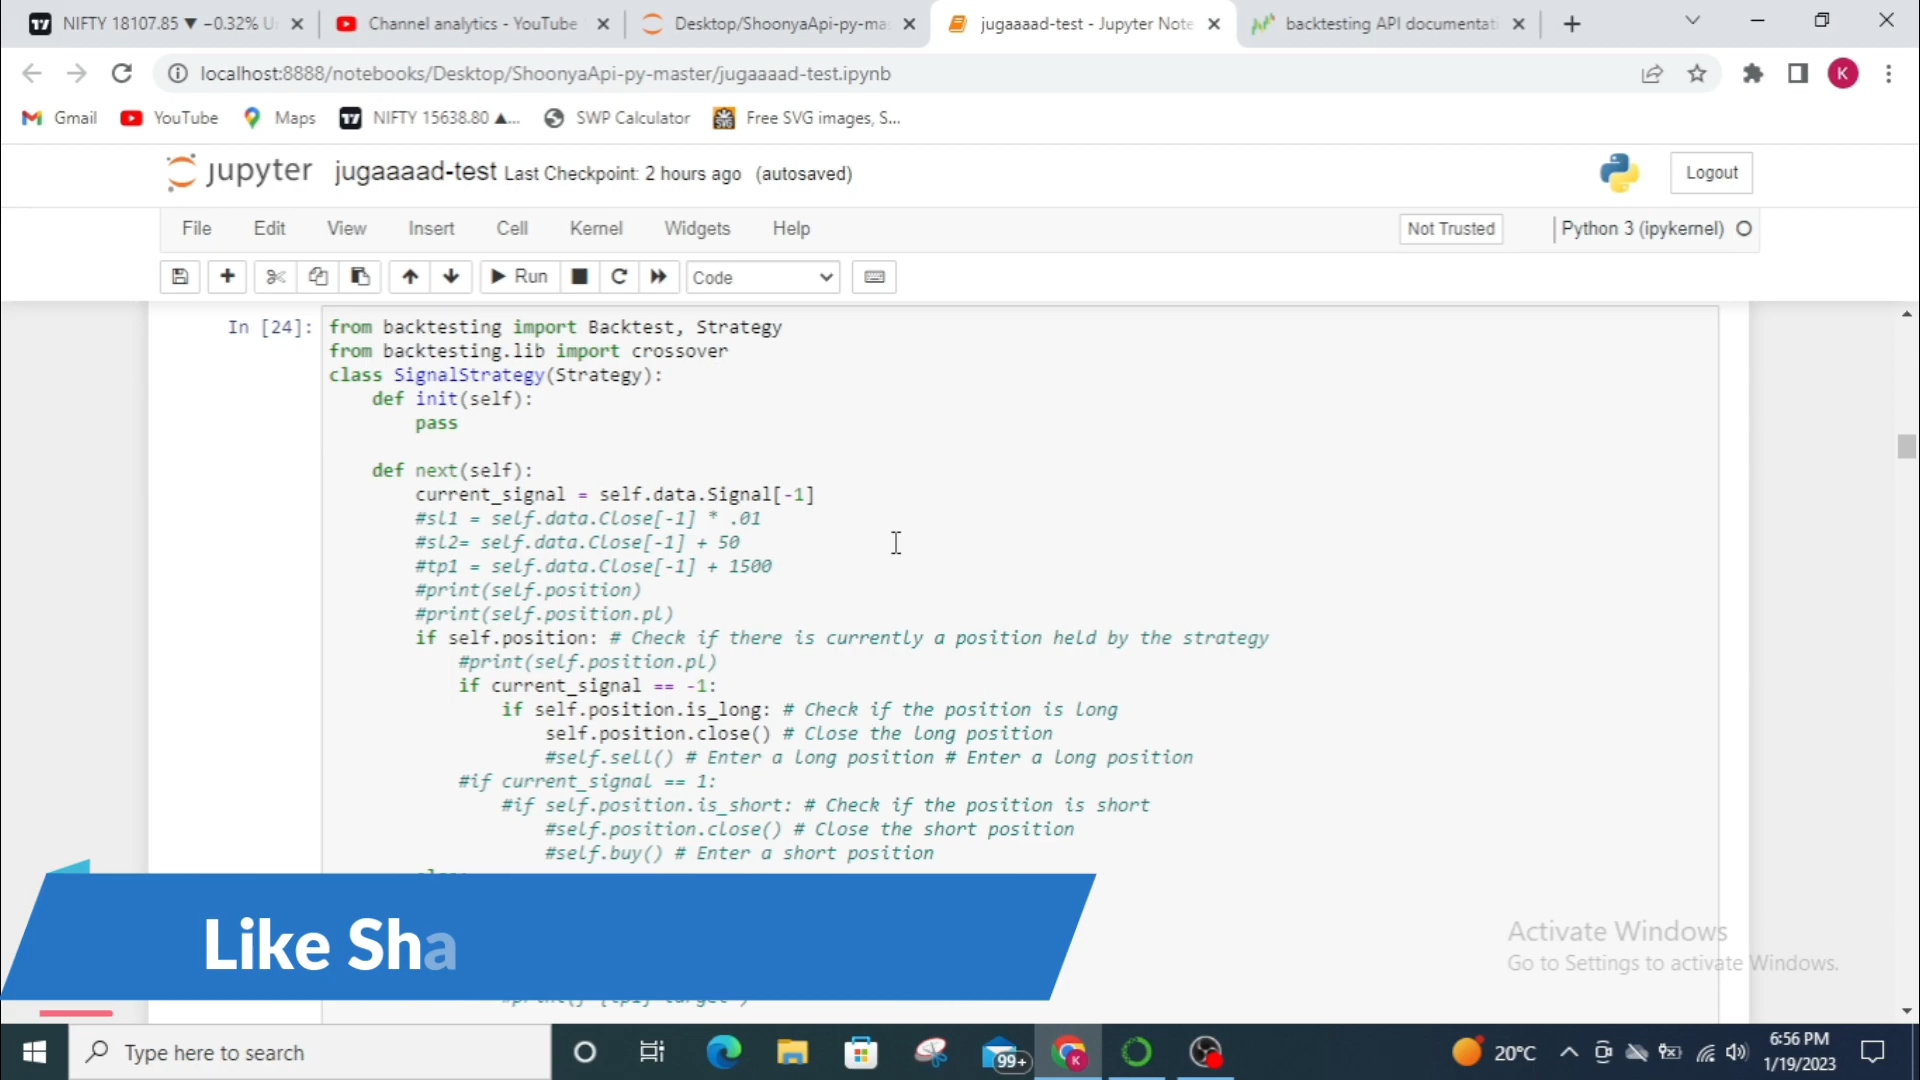 NIFTY 18107.85 ▼ −0.32% U
Channel analytics - YouTube
Desktop/ShoonyaApi-py-ma
jugaaaad-test - Jupyter Note
backtesting API documentati
localhost:8888/notebooks/Desktop/ShoonyaApi-py-master/jugaaaad-test.ipynb
K
Gmail
YouTube
Maps
NIFTY 15638.80 ▲...
SWP Calculator
Free SVG images, S...
jupyter
jugaaaad-test Last Checkpoint: 2 hours ago (autosaved)
Logout
File Edit View Insert Cell Kernel Widgets Help
Not Trusted
Python 3 (ipykernel)
Run
Code
In [24]:
from backtesting import Backtest, Strategy
from backtesting.lib import crossover
class SignalStrategy(Strategy):
def init(self):
pass
def next(self):
current_signal = self.data.Signal[-1]
#sl1 = self.data.Close[-1] * .01
#sl2= self.data.Close[-1] + 50
#tp1 = self.data.Close[-1] + 1500
#print(self.position)
#print(self.position.pl)
if self.position: # Check if there is currently a position held by the strategy
#print(self.position.pl)
if current_signal == -1:
if self.position.is_long: # Check if the position is long
self.position.close() # Close the long position
#self.sell() # Enter a long position # Enter a long position
#if current_signal == 1:
#if self.position.is_short: # Check if the position is short
#self.position.close() # Close the short position
#self.buy() # Enter a short position
Like Sha
Activate Windows
Go to Settings to activate Windows.
Type here to search
99+
K
20°C
6:56 PM
1/19/2023